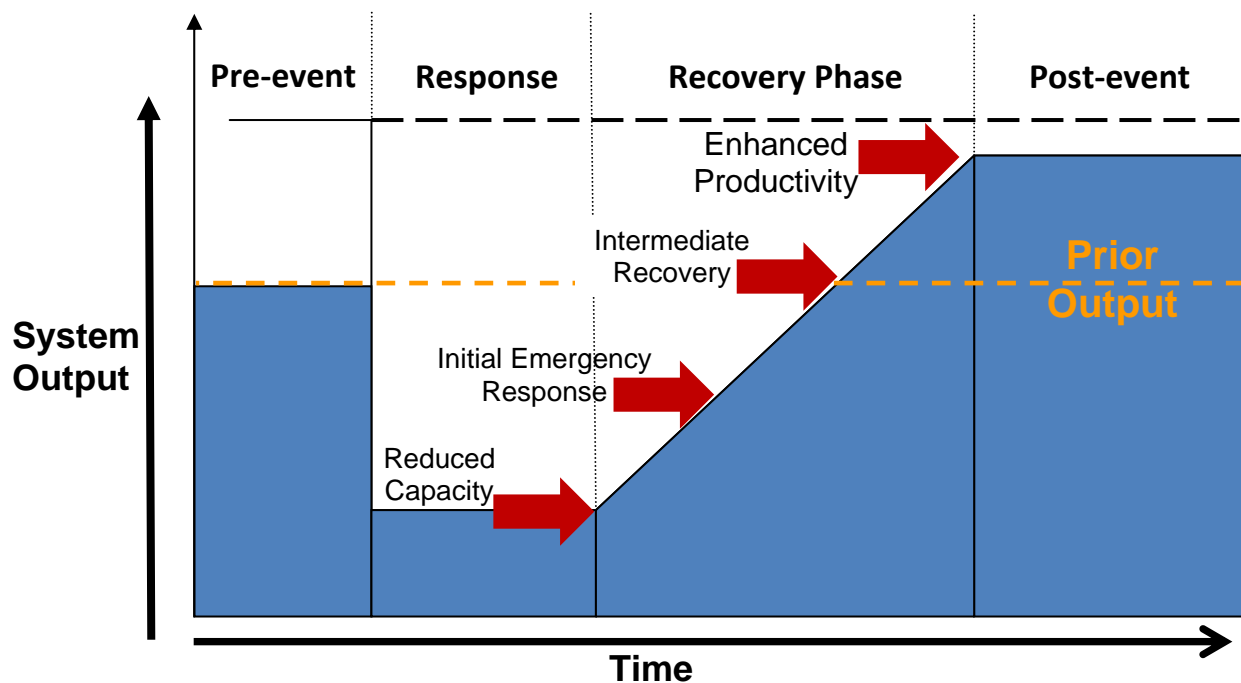 Pre-event
Response
Recovery Phase
Post-event
Enhanced
Productivity
Intermediate
Recovery
Prior
Output
System
Output
Initial Emergency
Response
Reduced
Capacity
Time